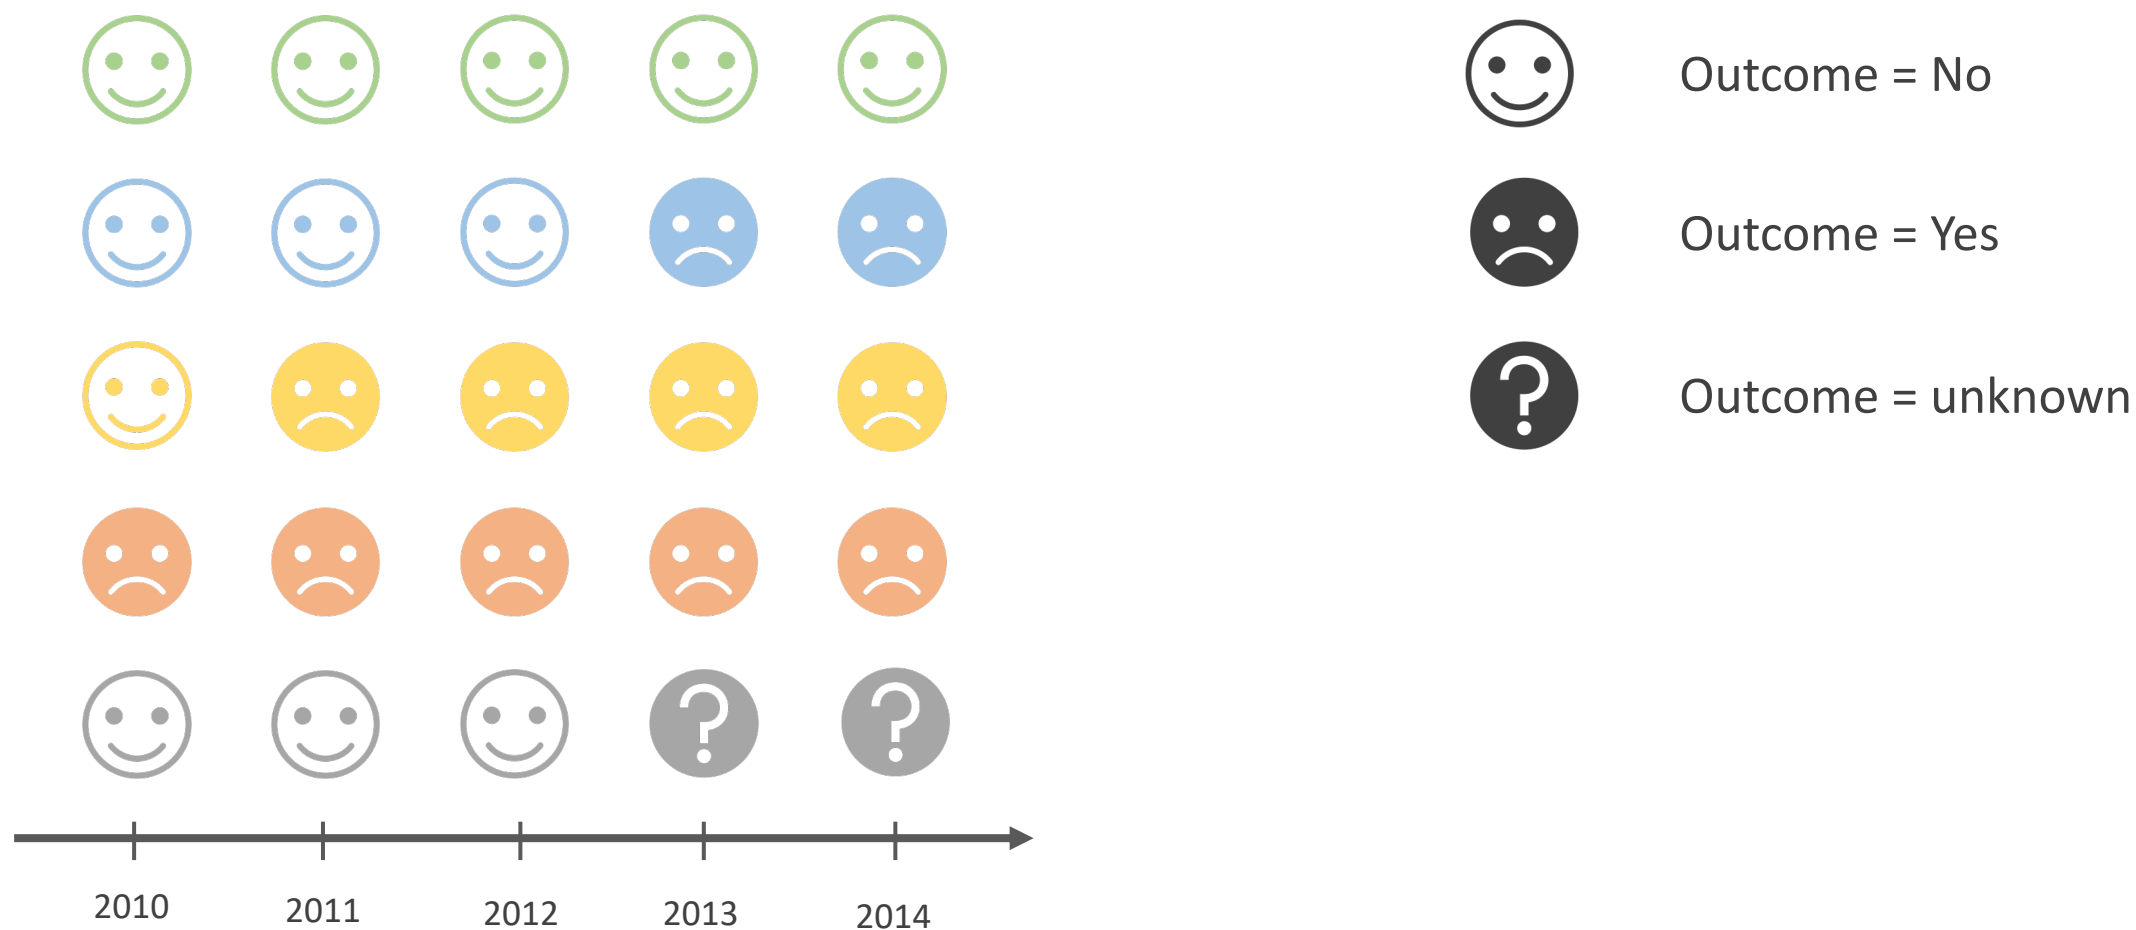 Outcome = No
Outcome = Yes
Outcome = unknown
2010
2011
2012
2013
2014